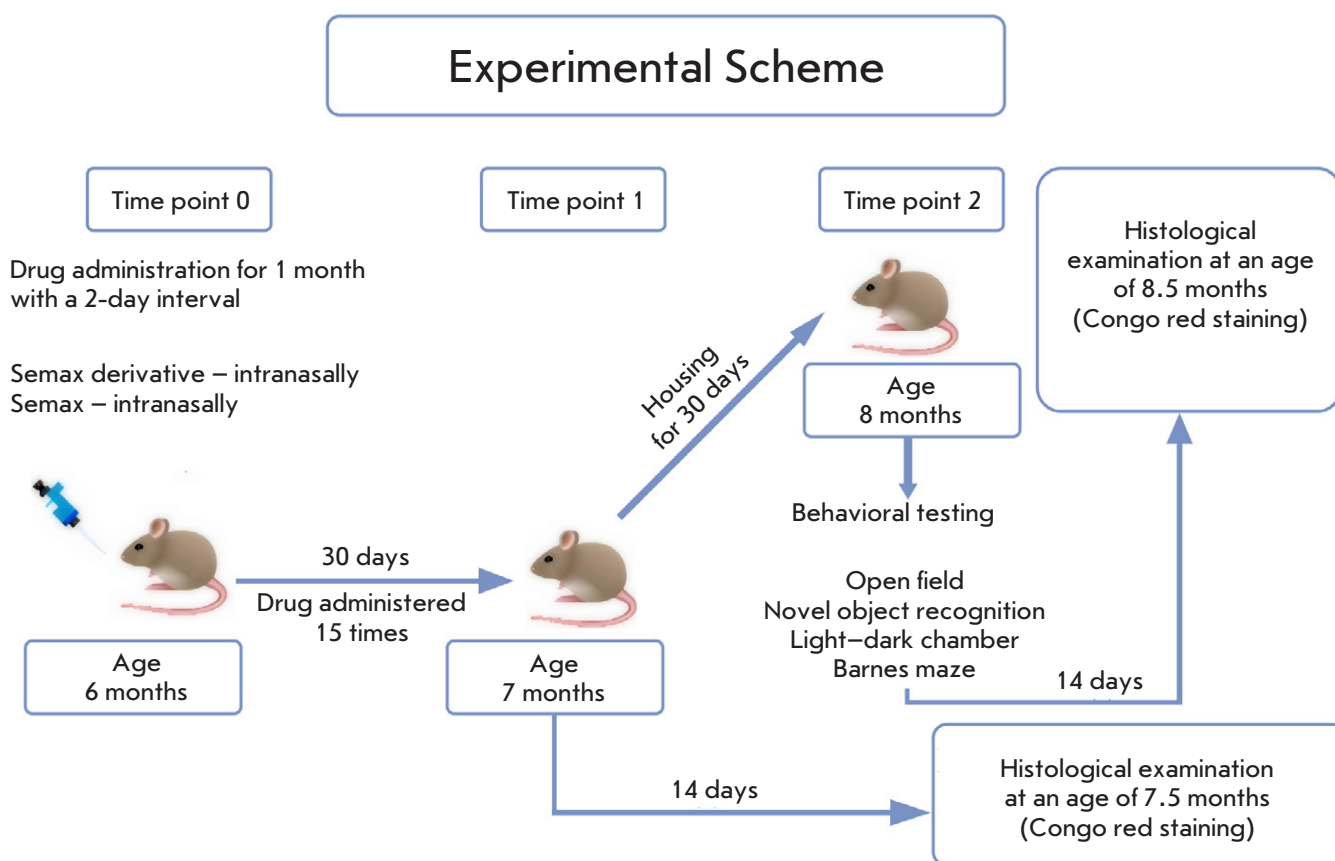 Experimental Scheme
Time point 0
Time point 1
Time point 2
Drug administration for 1 month
with a 2-day interval
Semax derivative – intranasally
Semax – intranasally
30 days
Drug administered
15 times
Age
6 months
Age
7 months
Housing
for 30 days
Age
8 months
Behavioral testing
Open field
Novel object recognition
Light–dark chamber
Barnes maze
14 days
Histological
examination at an age
of 8.5 months
(Congo red staining)
14 days
Histological examination
at an age of 7.5 months
(Congo red staining)